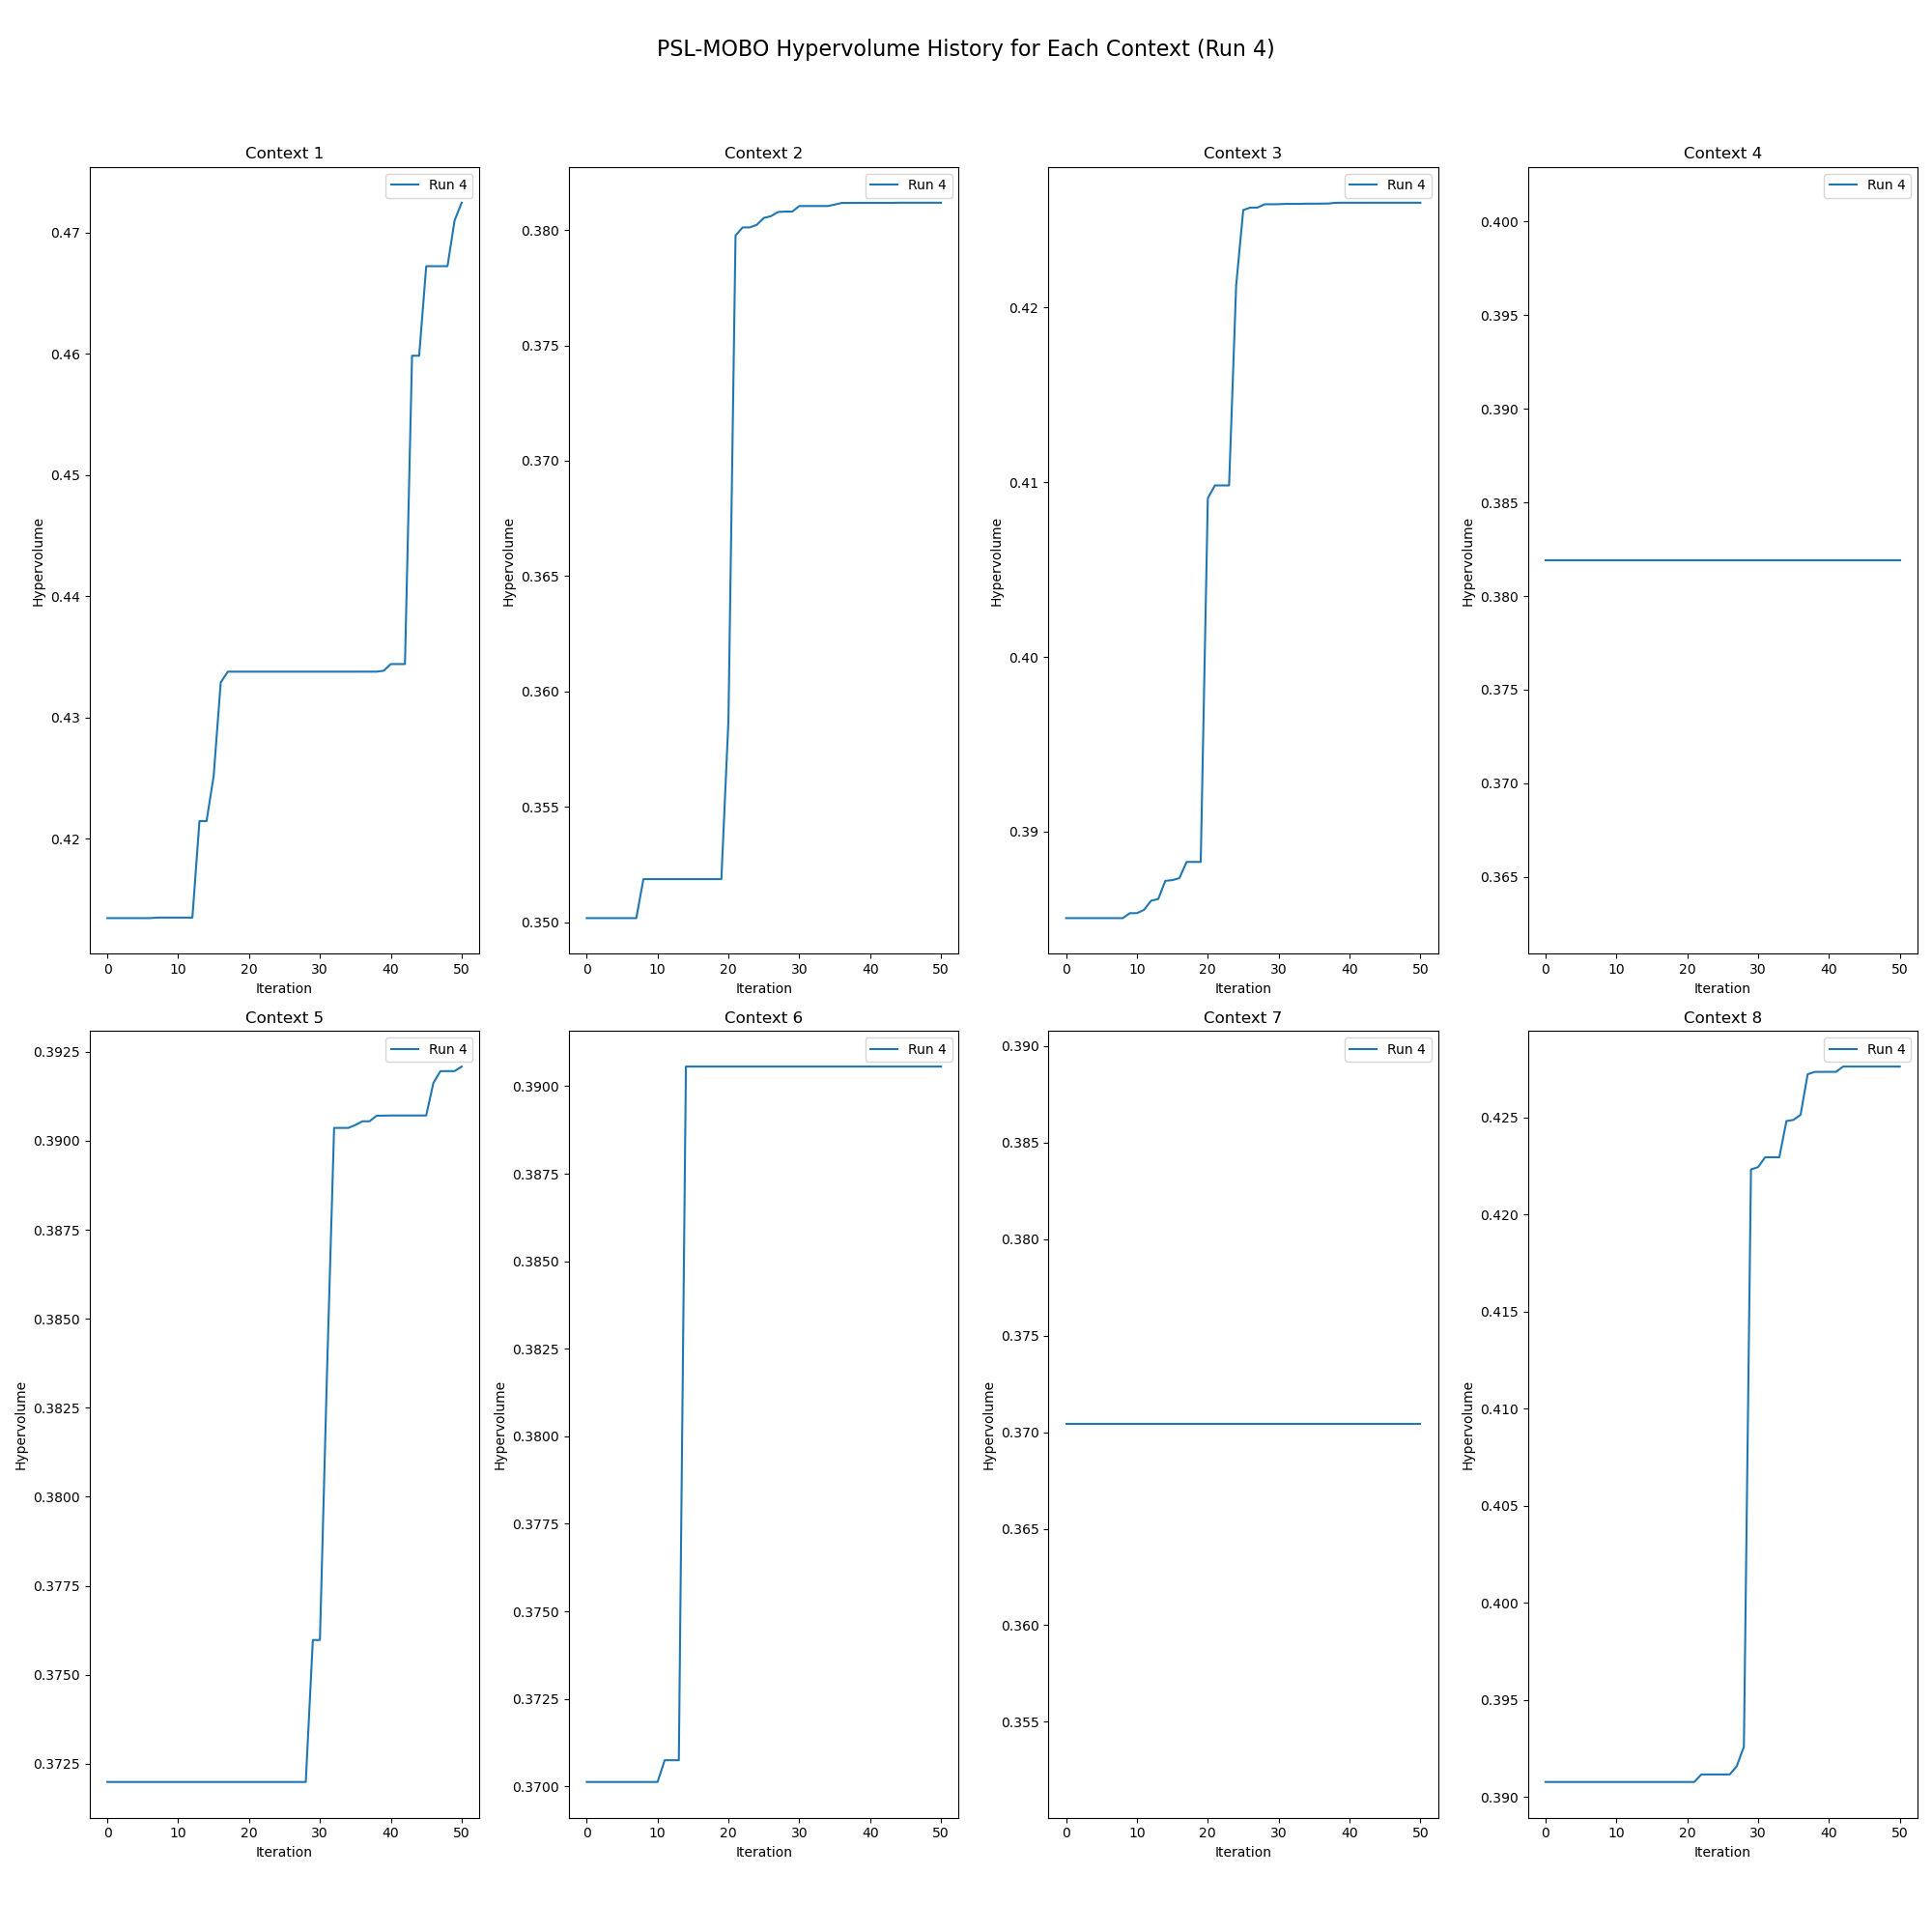 PSL-MOBO Hypervolume History for Each Context (Run 4)
Context 1
Run 4
0.47
0.46
0.45
0.44
0.43
0.42
Hypervolume
0 10 20 30 40 50
Iteration
Context 2
Run 4
0.380
0.375
0.370
0.365
0.360
0.355
0.350
Hypervolume
0 10 20 30 40 50
Iteration
Context 3
Run 4
0.42
0.41
0.40
0.39
Hypervolume
0 10 20 30 40 50
Iteration
Context 4
Run 4
0.400
0.395
0.390
0.385
0.380
0.375
0.370
0.365
Hypervolume
0 10 20 30 40 50
Iteration
Context 5
Run 4
0.3925
0.3900
0.3875
0.3850
0.3825
0.3800
0.3775
0.3750
0.3725
Hypervolume
0 10 20 30 40 50
Iteration
Context 6
Run 4
0.3900
0.3875
0.3850
0.3825
0.3800
0.3775
0.3750
0.3725
0.3700
Hypervolume
0 10 20 30 40 50
Iteration
Context 7
Run 4
0.390
0.385
0.380
0.375
0.370
0.365
0.360
0.355
Hypervolume
0 10 20 30 40 50
Iteration
Context 8
Run 4
0.425
0.420
0.415
0.410
0.405
0.400
0.395
0.390
Hypervolume
0 10 20 30 40 50
Iteration